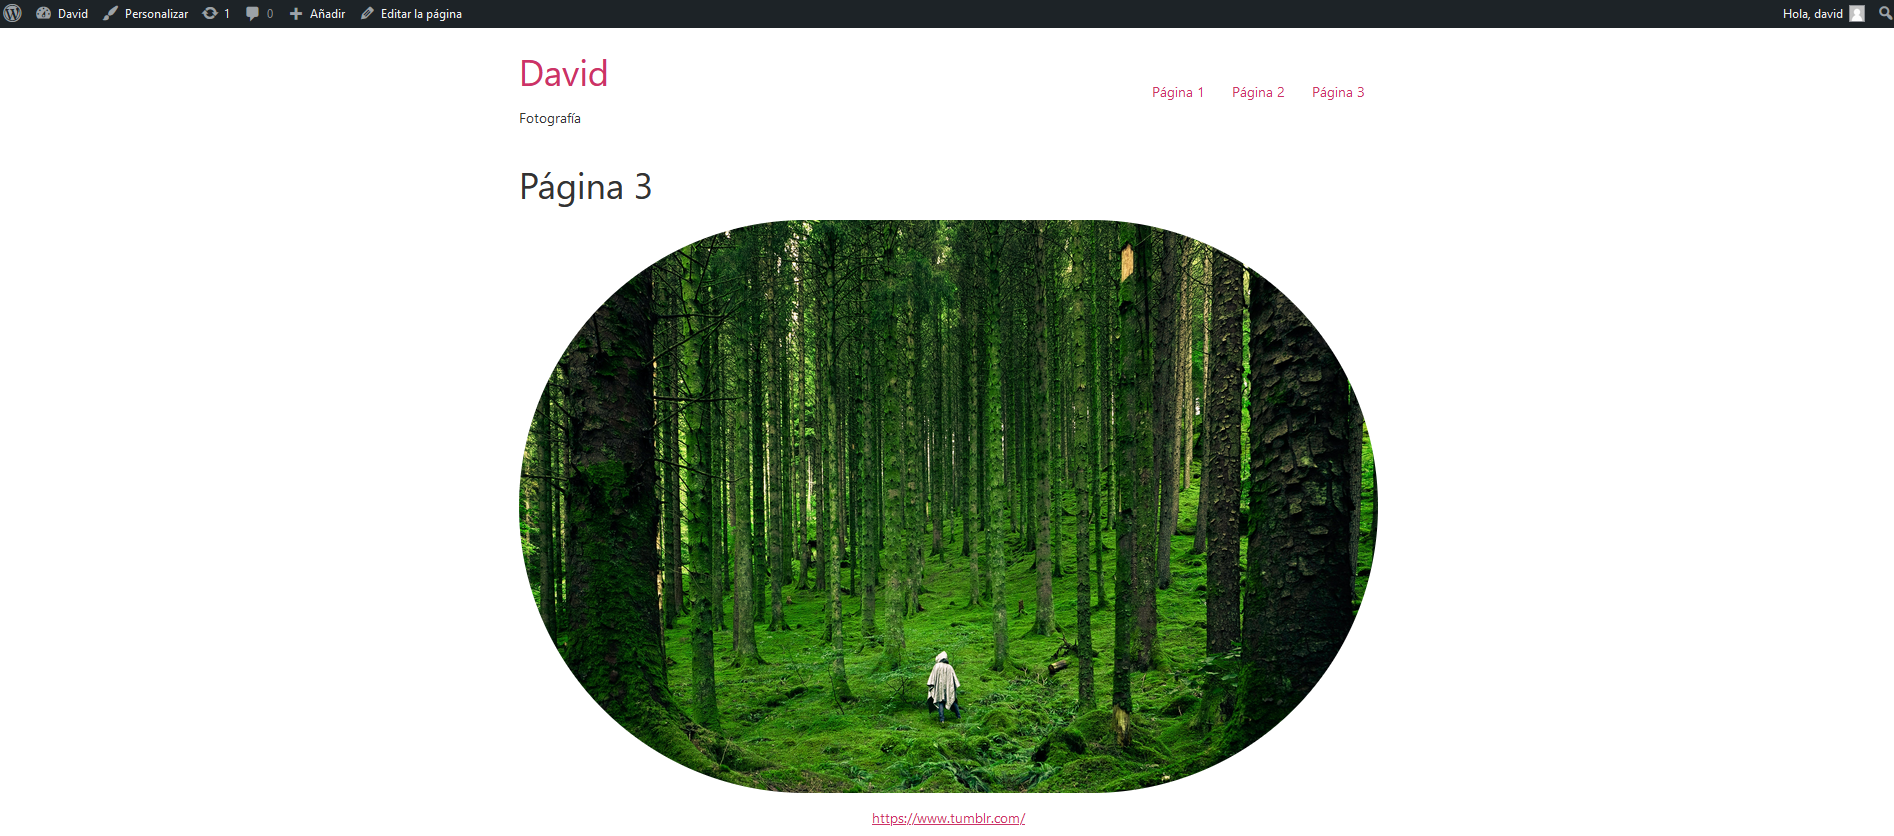 David Personalizar 1 0 Añadir Editar la página Hola, david
David
Fotografía
Página 1 Página 2 Página 3
Página 3
https://www.tumblr.com/